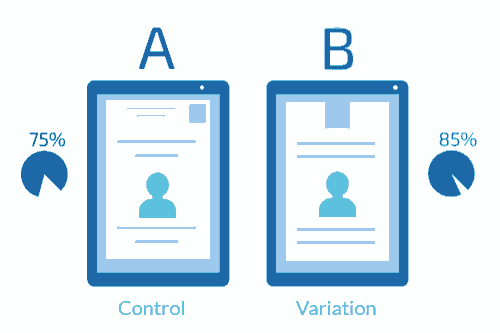 A
B
75%
85%
Control
Variation